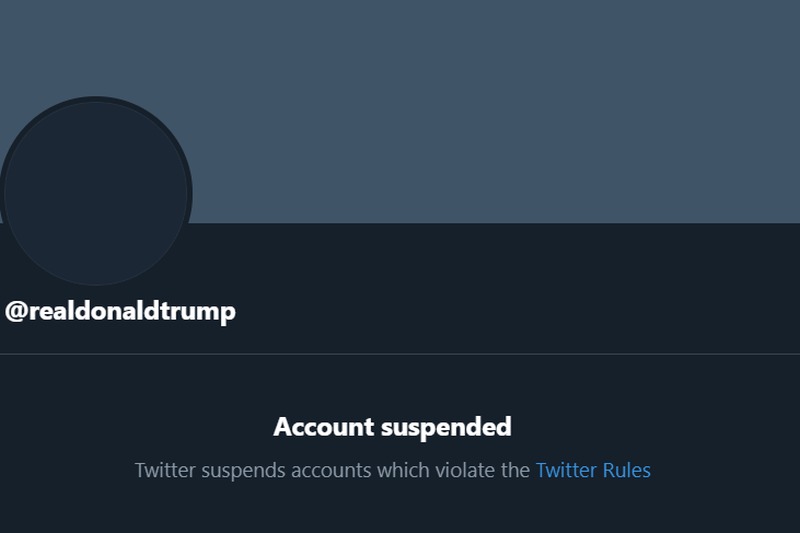 @realdonaldtrump
Account suspended
Twitter suspends accounts which violate the Twitter Rules